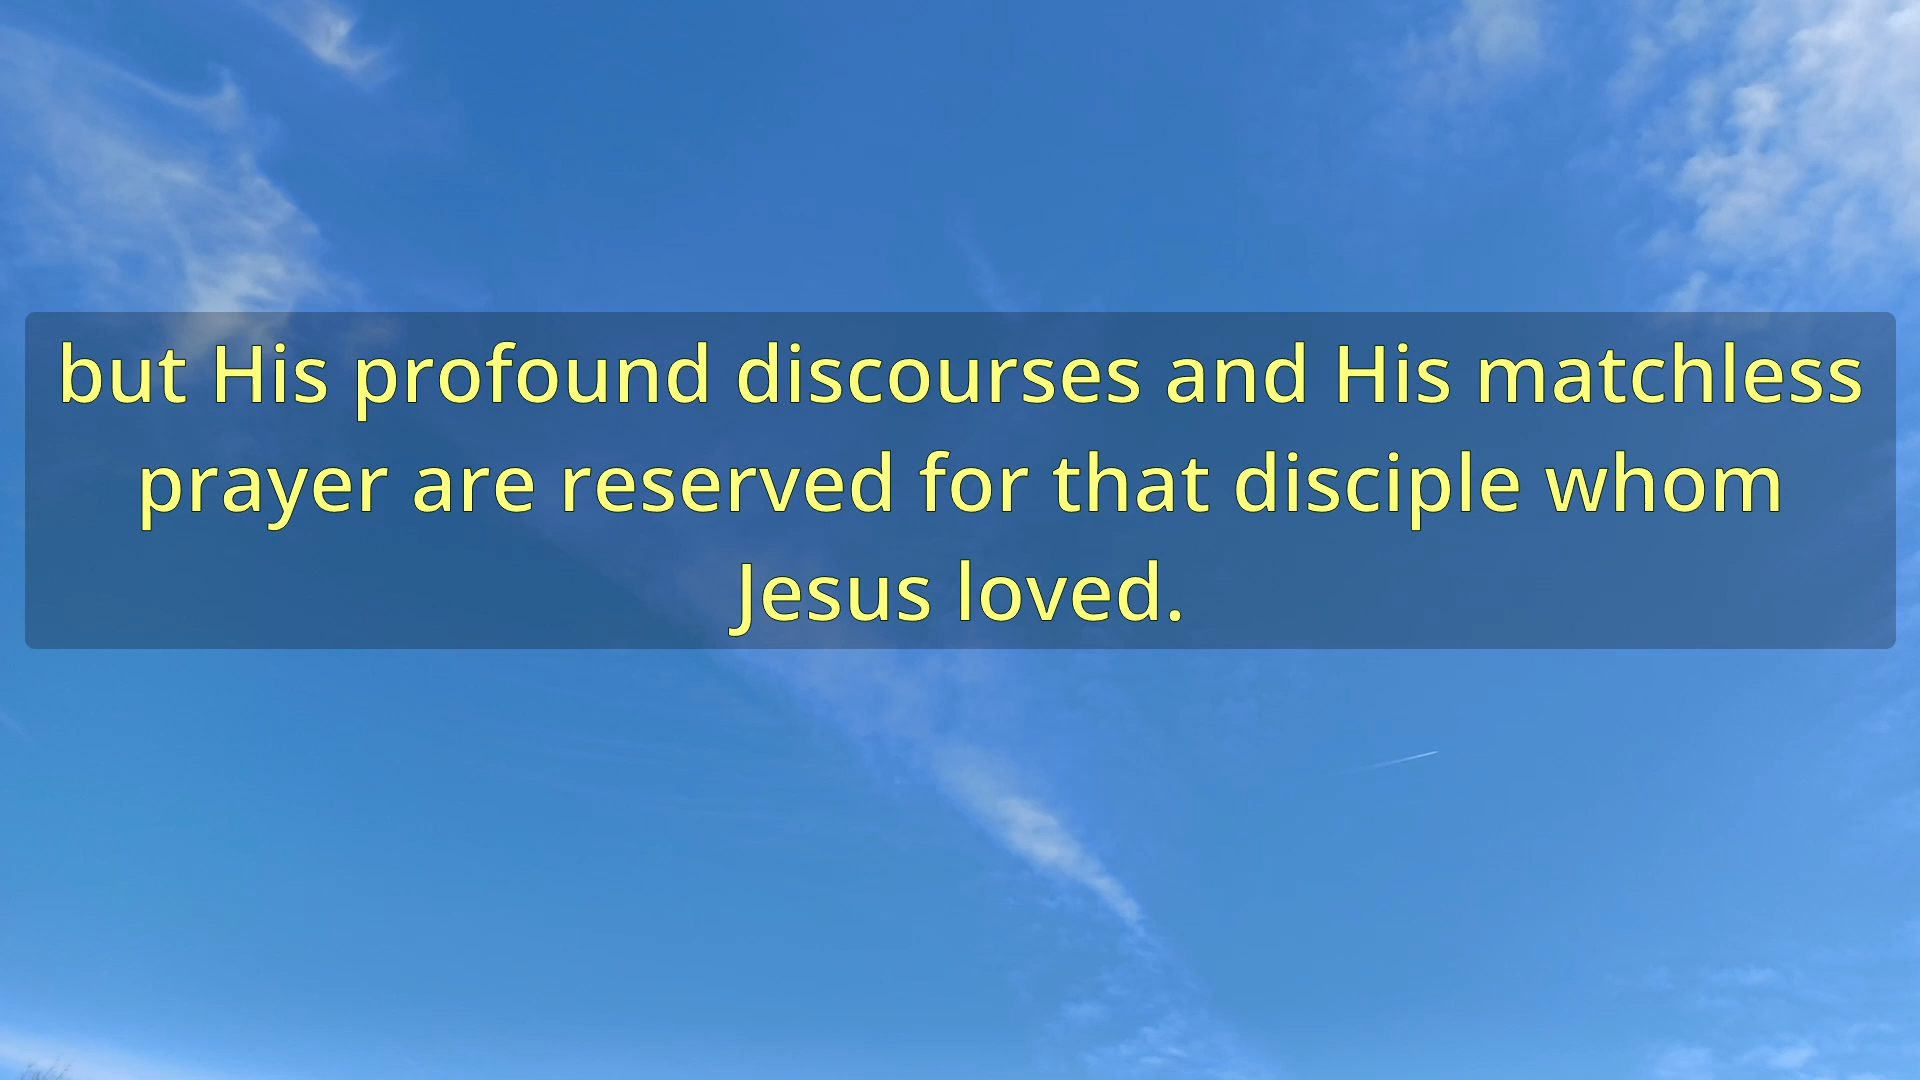 but His profound discourses and His matchless
prayer are reserved for that disciple whom
Jesus loved.